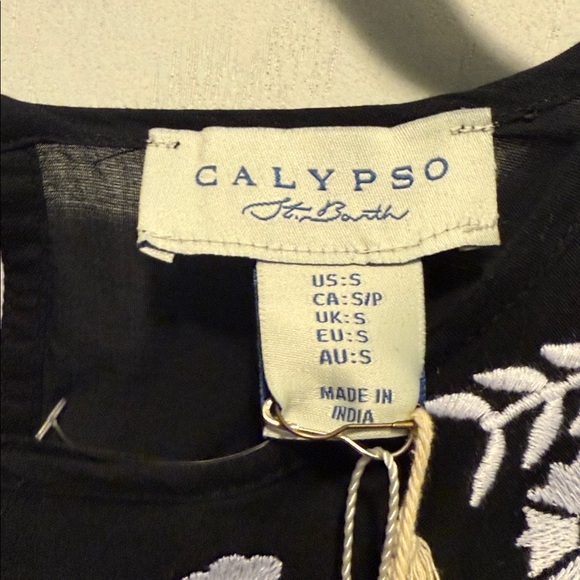 CALYPSO
St. Barth
US:S
CA:S/P
UK:S
EU:S
AU:S
MADE IN
INDIA